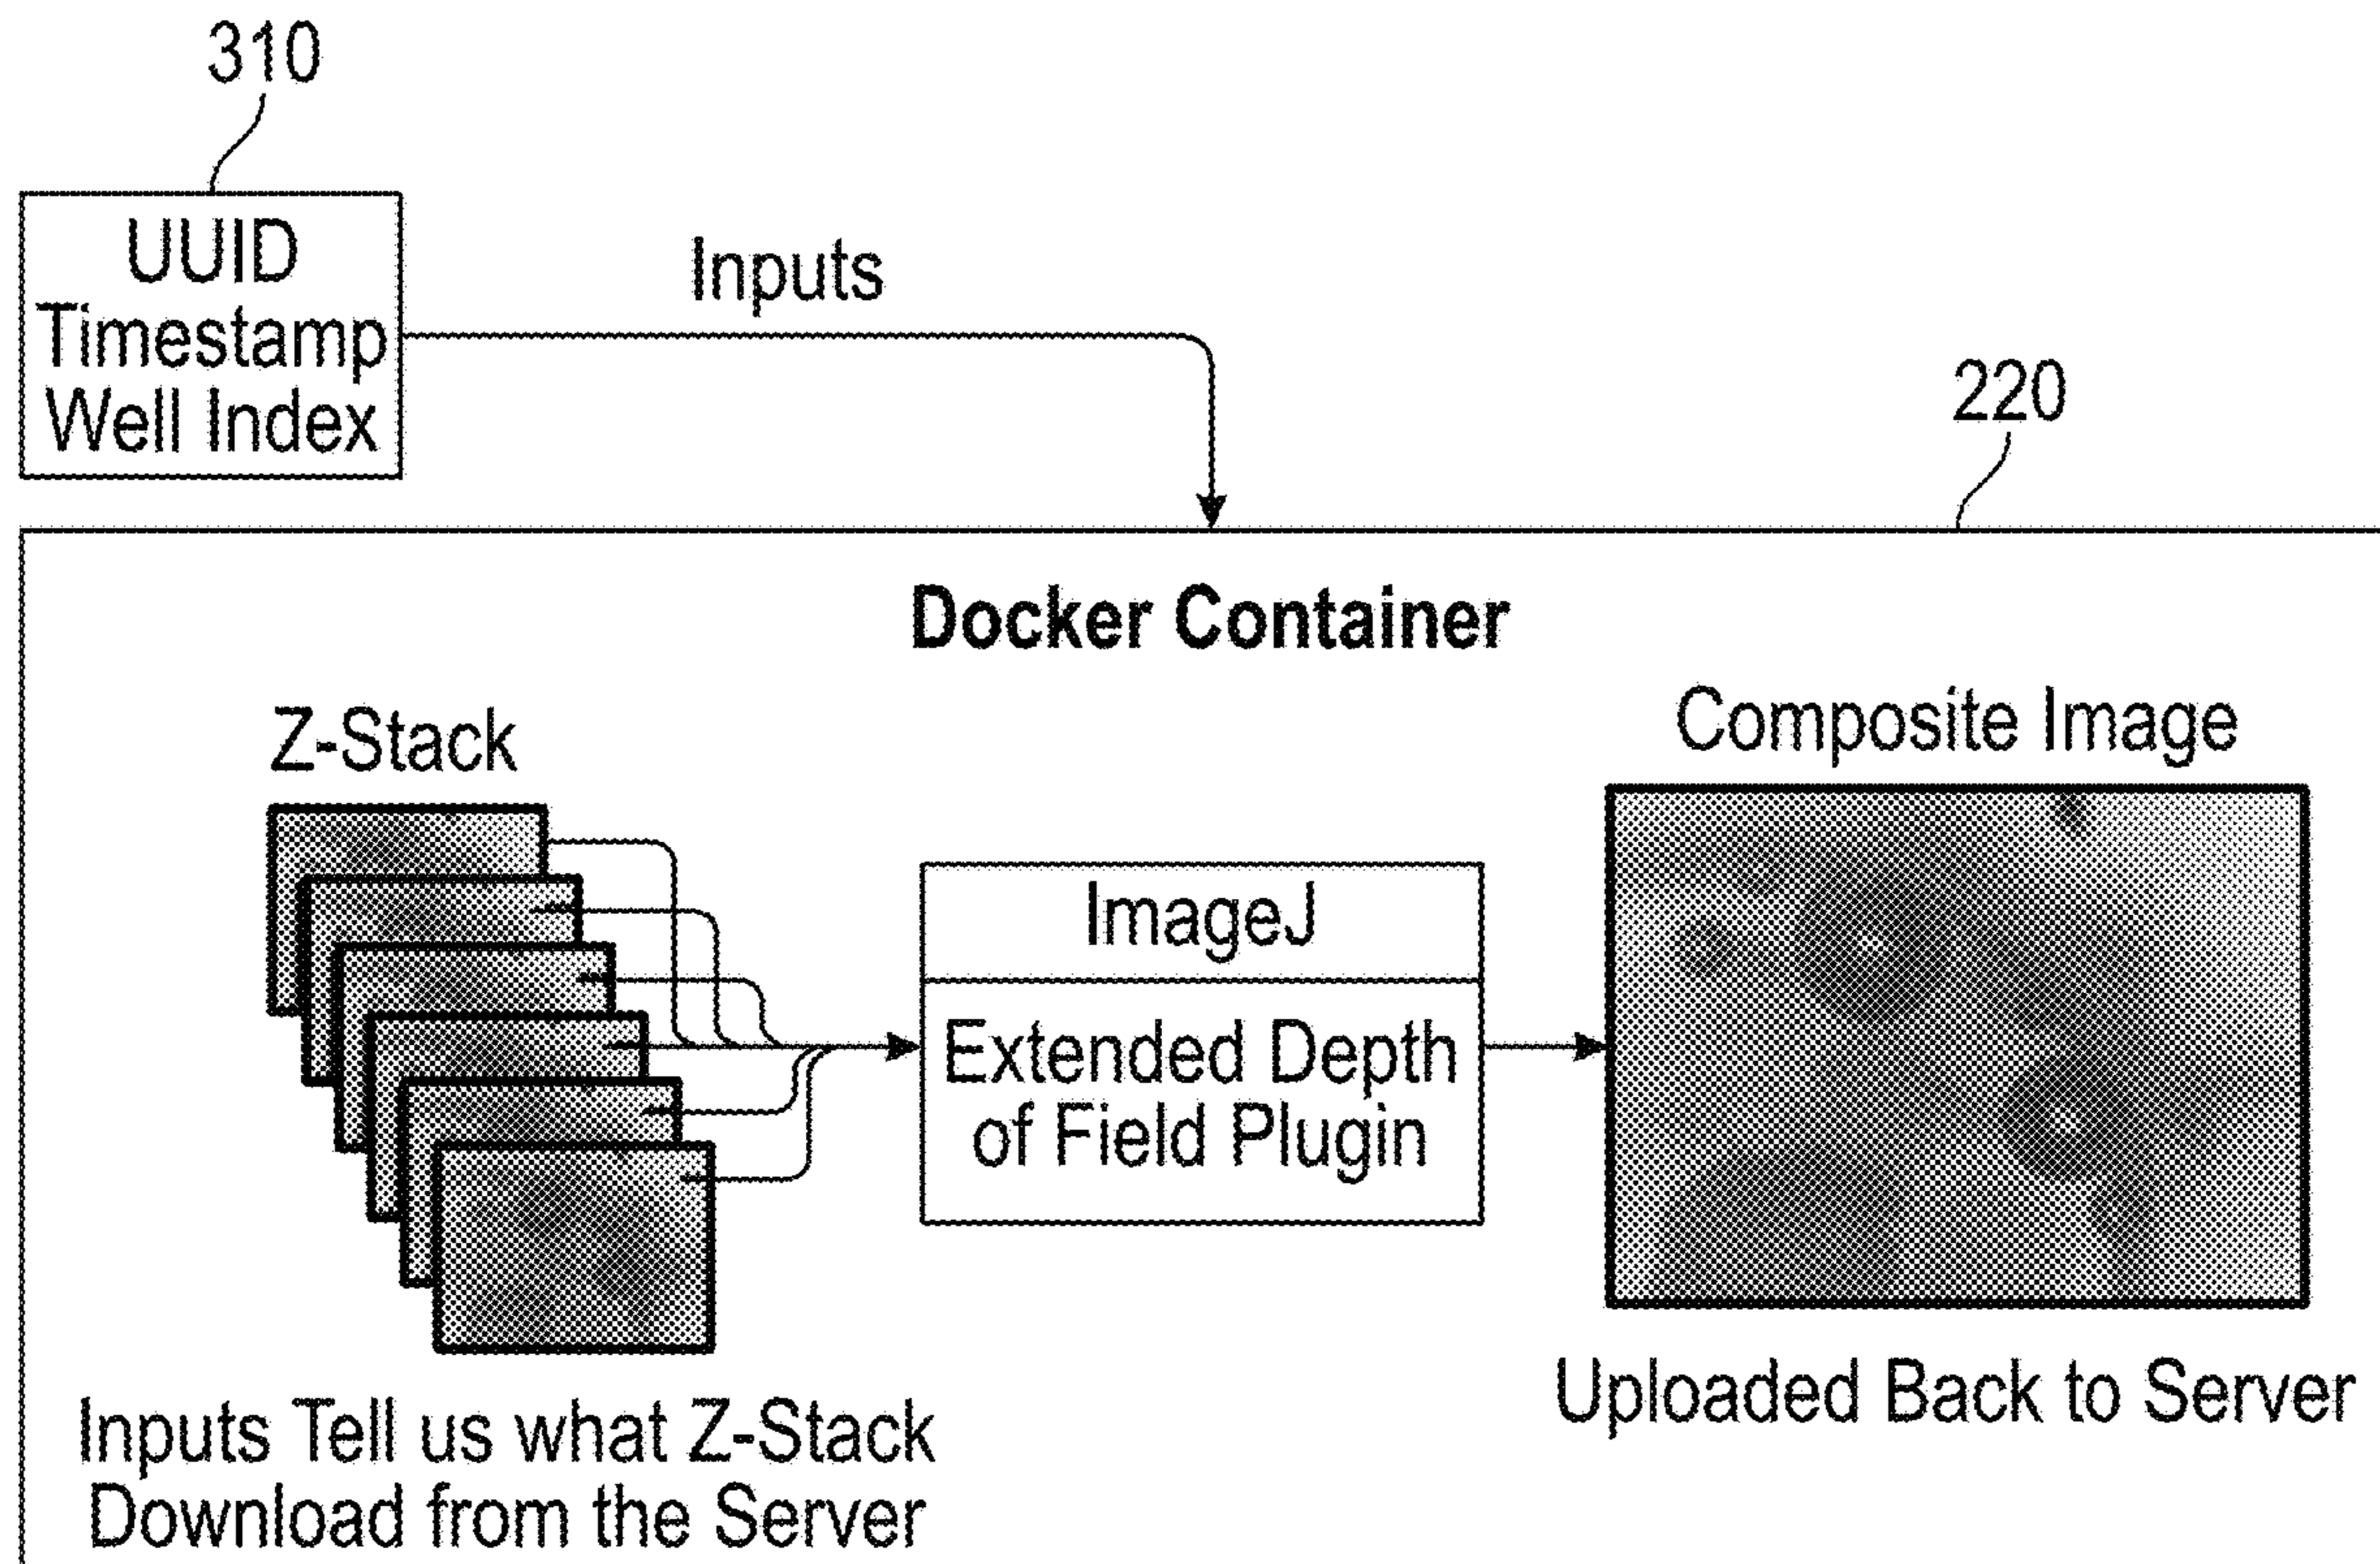 310
UUID
Timestamp
Well Index
Inputs
220
Docker Container
Z-Stack
Composite Image
ImageJ
Extended Depth
of Field Plugin
Inputs Tell us what Z-Stack
Download from the Server
Uploaded Back to Server